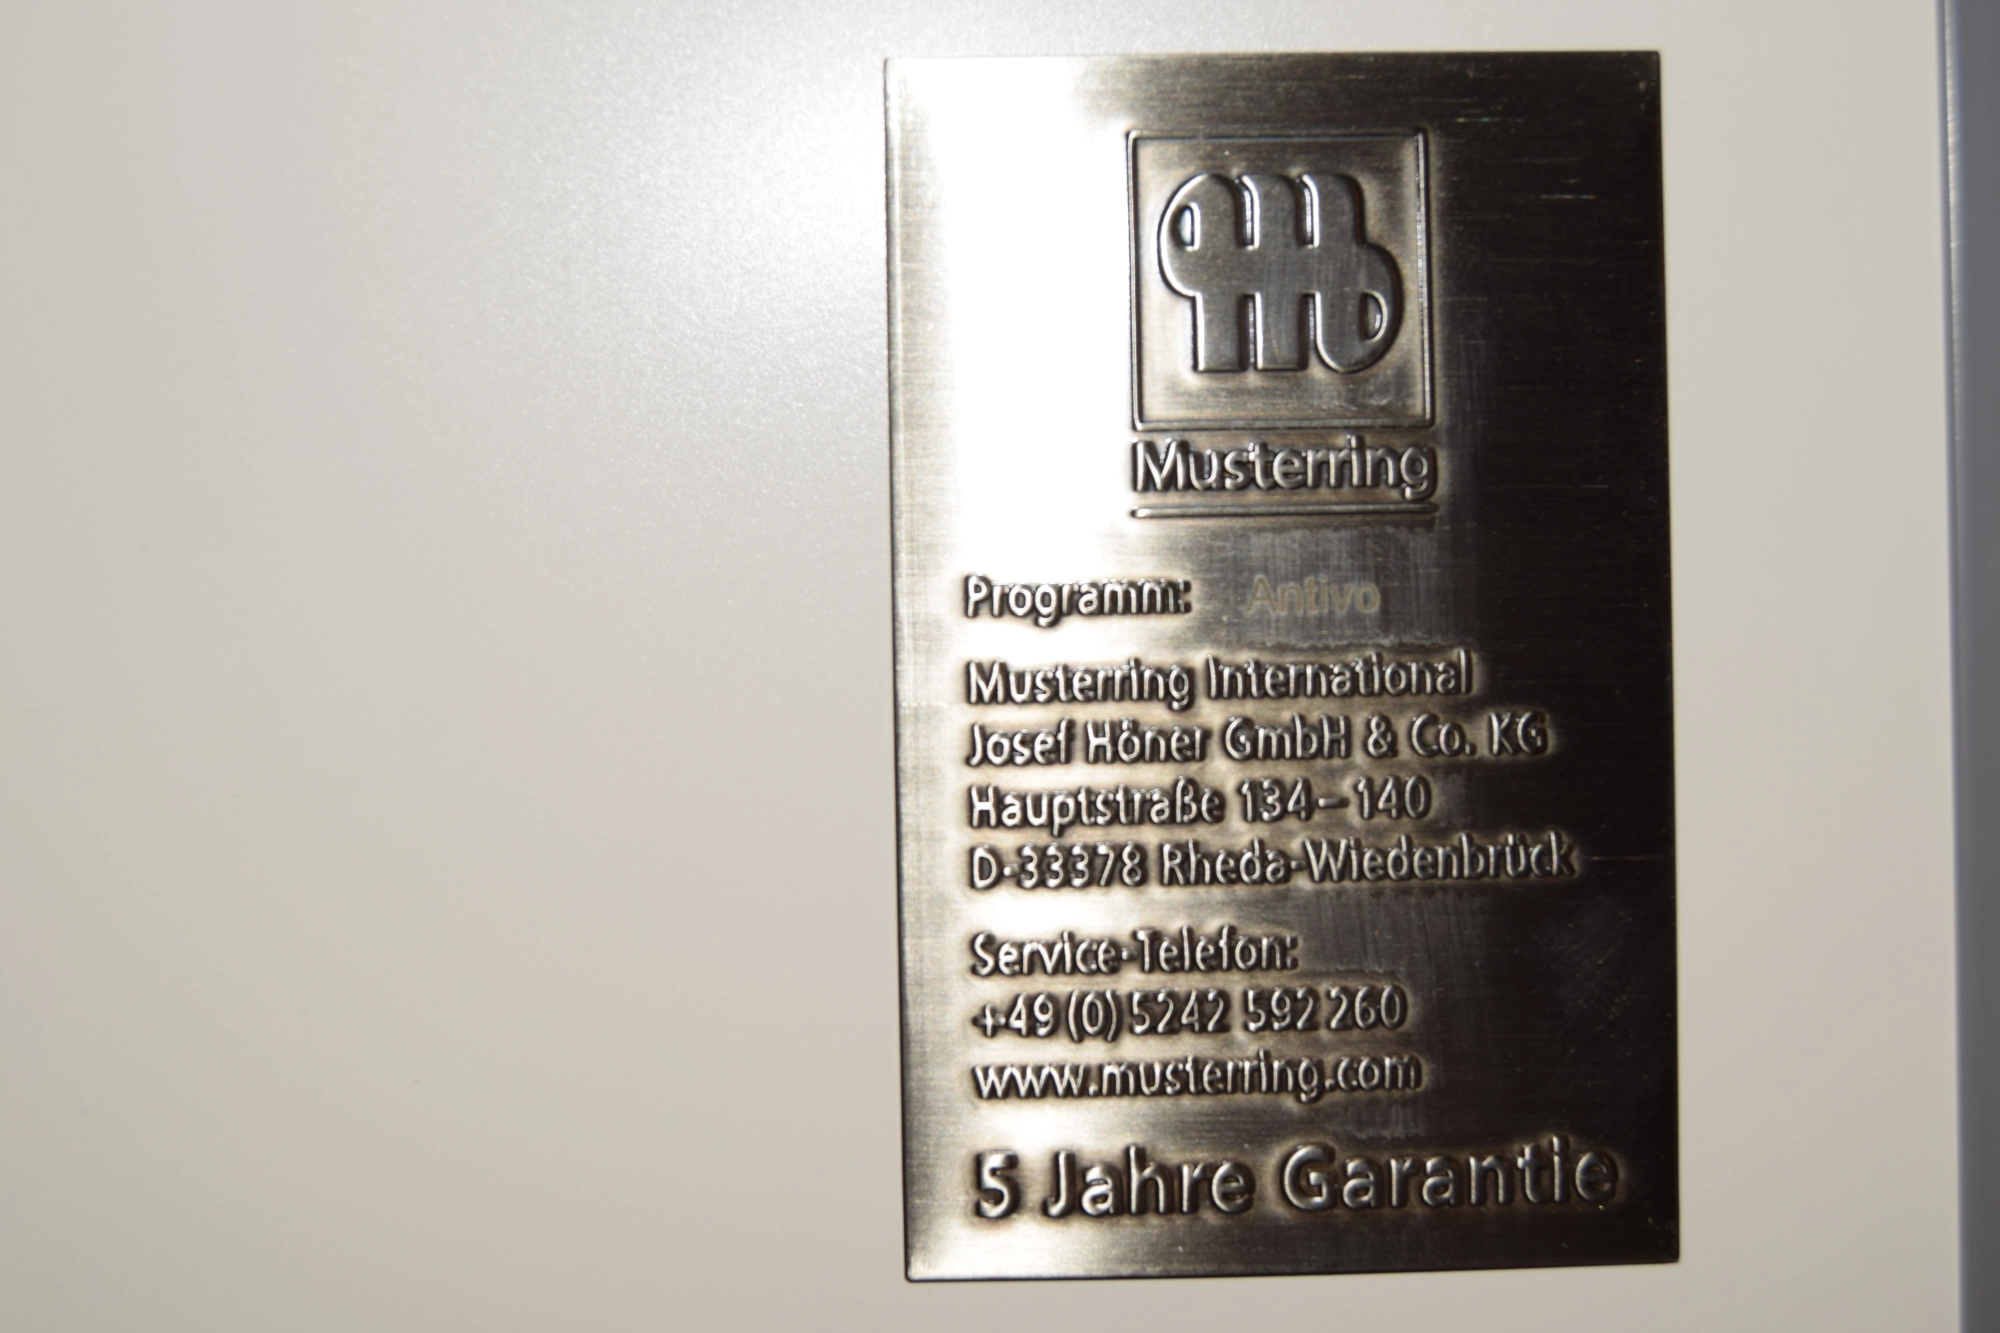 Musterring
Programm: Antivo
Musterring International
Josef Höner GmbH & Co. KG
Hauptstraße 134–140
D-33378 Rheda-Wiedenbrück
Service-Telefon:
+49 (0) 5242 592 260
www.musterring.com
5 Jahre Garantie